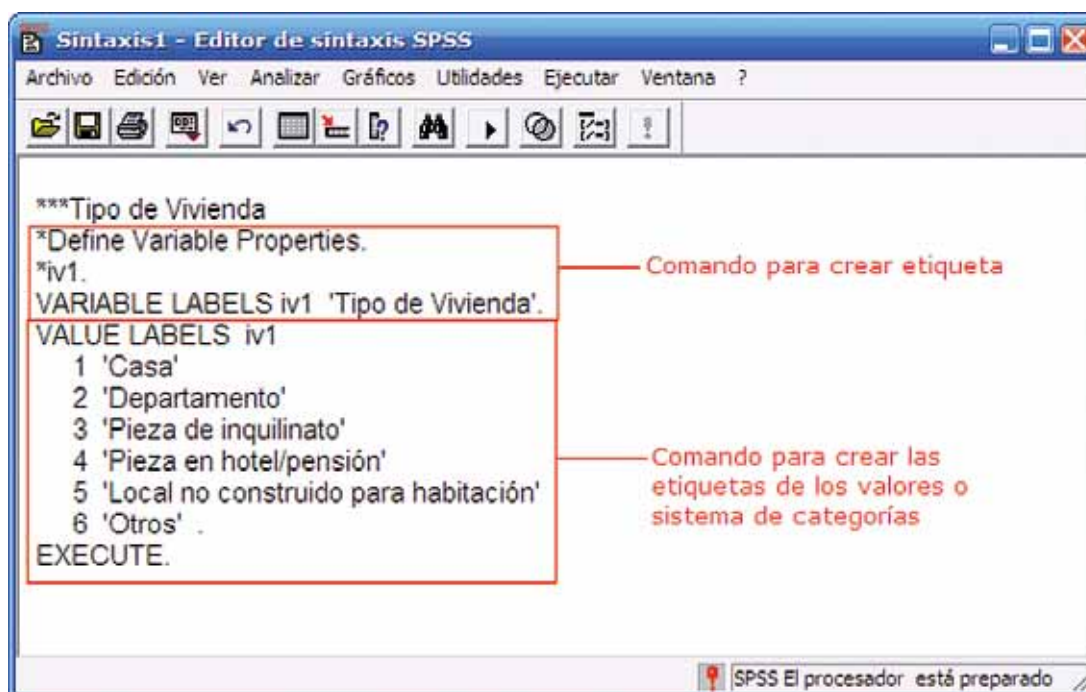 Sintaxis1 - Editor de sintaxis SPSS
Archivo Edición Ver Analizar Gráficos Utilidades Ejecutar Ventana ?
***Tipo de Vivienda
*Define Variable Properties.
*iv1.
VARIABLE LABELS iv1 'Tipo de Vivienda'.
Comando para crear etiqueta
VALUE LABELS iv1
1 'Casa'
2 'Departamento'
3 'Pieza de inquilinato'
4 'Pieza en hotel/pensión'
5 'Local no construido para habitación'
6 'Otros' .
EXECUTE.
Comando para crear las
etiquetas de los valores o
sistema de categorías
SPSS El procesador está preparado